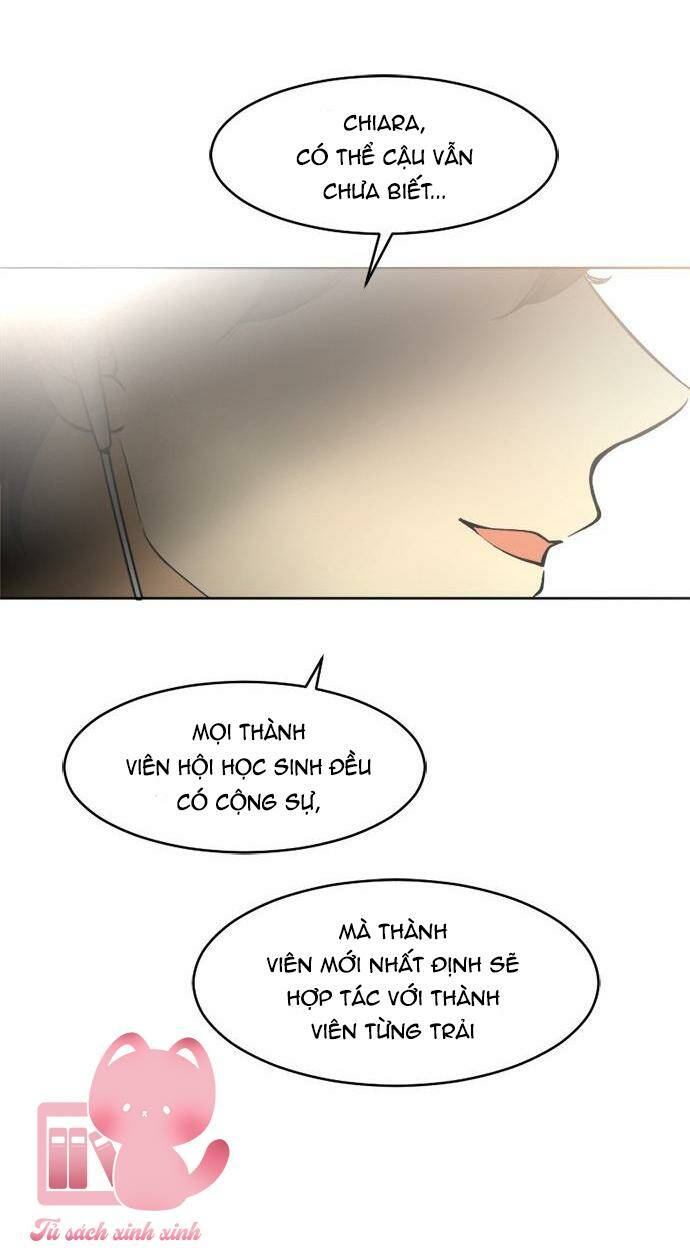 CHIARA,
CÓ THỂ CẬU VẪN
CHƯA BIẾT...
MỌI THÀNH
VIÊN HỘI HỌC SINH ĐỀU
CÓ CỘNG SỰ,
MÀ THÀNH
VIÊN MỚI NHẤT ĐỊNH SẼ
HỢP TÁC VỚI THÀNH
VIÊN TỪNG TRẢI
Tủ sách xinh xinh